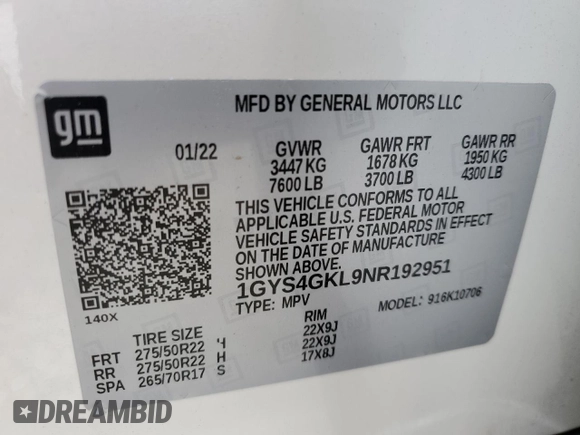 gm
MFD BY GENERAL MOTORS LLC
01/22 GVWR GAWR FRT GAWR RR
3447 KG 1678 KG 1950 KG
7600 LB 3700 LB 4300 LB
THIS VEHICLE CONFORMS TO ALL
APPLICABLE U.S. FEDERAL MOTOR
VEHICLE SAFETY STANDARDS IN EFFECT
ON THE DATE OF MANUFACTURE
SHOWN ABOVE.
1GYS4GKL9NR192951
TYPE: MPV MODEL: 916K10706
140X
TIRE SIZE RIM
FRT 275/50R22 H 22X9J
RR 275/50R22 H 22X9J
SPA 265/70R17 S 17X8J
DREAMBID